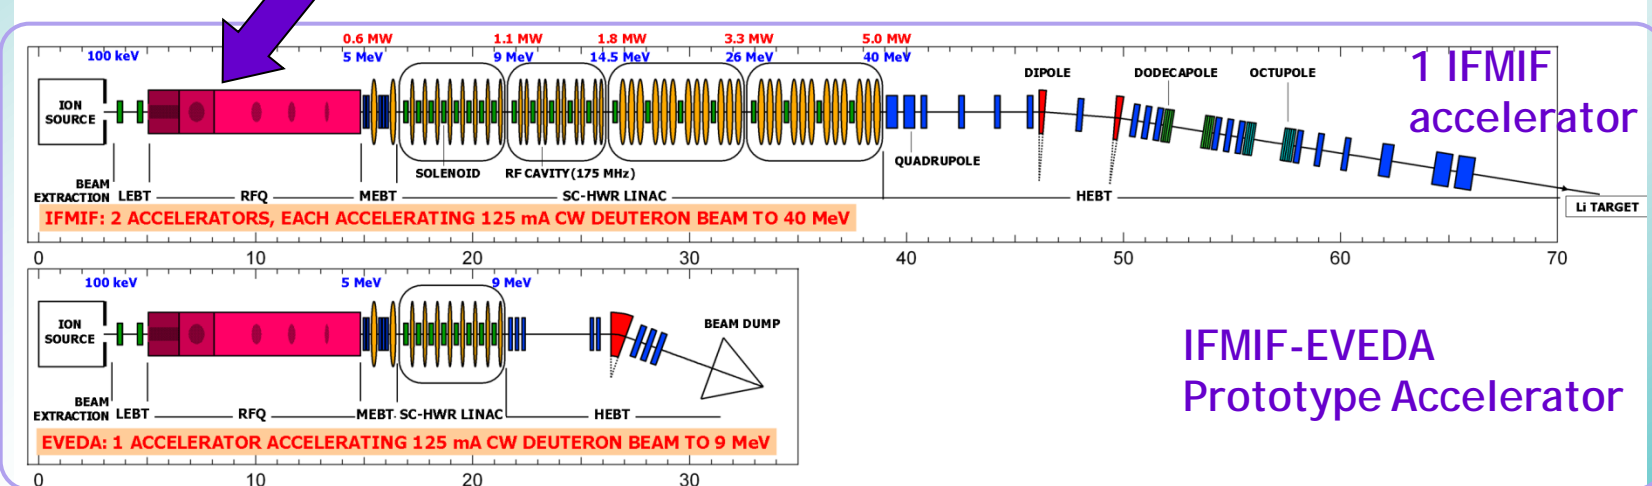 0.6 MW 1.1 MW 1.8 MW 3.3 MW 5.0 MW
100 keV 5 MeV 9 MeV 14.5 MeV 26 MeV 40 MeV
1 IFMIF
accelerator
DIPOLE DODECAPOLE OCTUPOLE
ION
SOURCE
QUADRUPOLE
SOLENOID RF CAVITY (175 MHz)
BEAM
EXTRACTION LEBT RFQ MEBT SC-HWR LINAC HEBT
Li TARGET
IFMIF: 2 ACCELERATORS, EACH ACCELERATING 125 mA CW DEUTERON BEAM TO 40 MeV
0 10 20 30 40 50 60 70
100 keV 5 MeV 9 MeV
ION
SOURCE
BEAM DUMP
IFMIF-EVEDA
Prototype Accelerator
BEAM
EXTRACTION LEBT RFQ MEBT SC-HWR LINAC HEBT
EVEDA: 1 ACCELERATOR ACCELERATING 125 mA CW DEUTERON BEAM TO 9 MeV
0 10 20 30